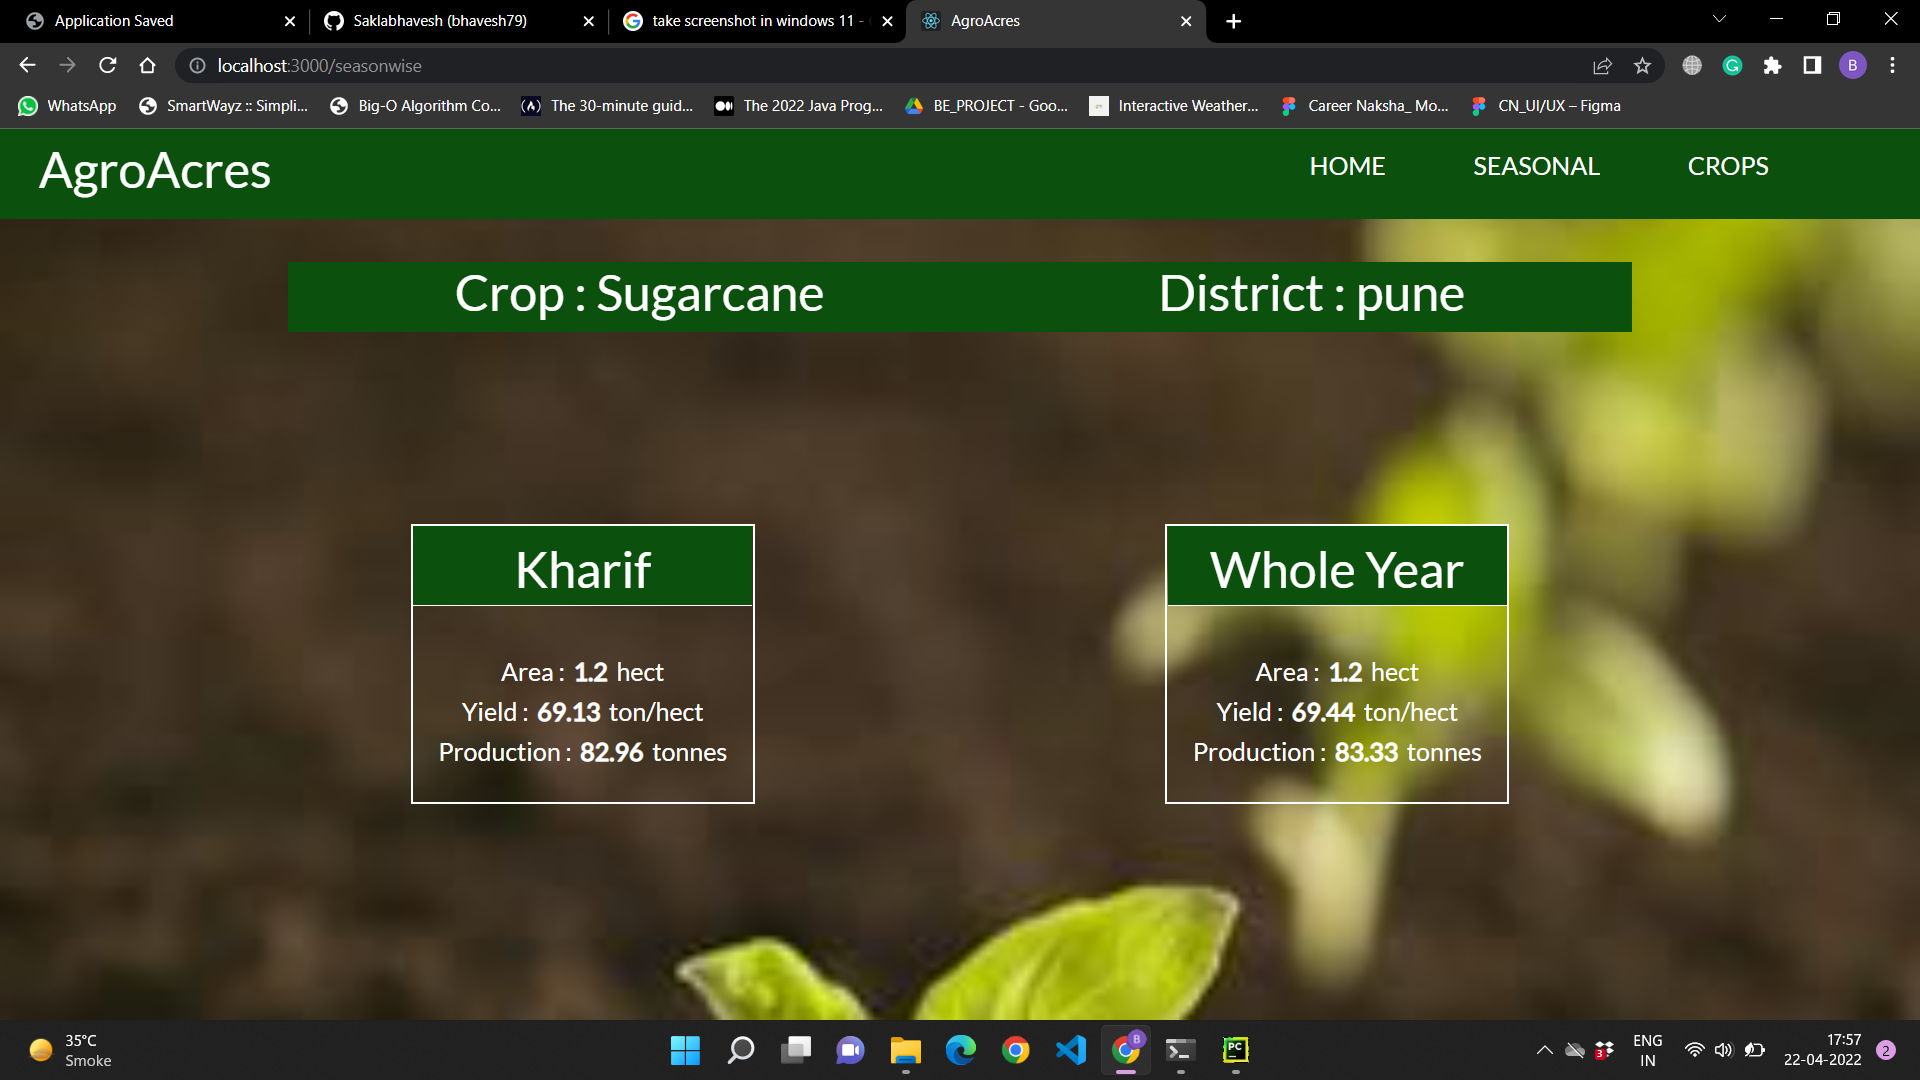 Application Saved
Saklabhavesh (bhavesh79)
take screenshot in windows 11 -
AgroAcres
localhost:3000/seasonwise
B
WhatsApp
SmartWayz :: Simpli...
Big-O Algorithm Co...
The 30-minute guid...
The 2022 Java Prog...
BE_PROJECT - Goo...
Interactive Weather...
Career Naksha_ Mo...
CN_UI/UX – Figma
AgroAcres
HOME
SEASONAL
CROPS
Crop : Sugarcane
District : pune
Kharif
Area : 1.2 hect
Yield : 69.13 ton/hect
Production : 82.96 tonnes
Whole Year
Area : 1.2 hect
Yield : 69.44 ton/hect
Production : 83.33 tonnes
35°C
Smoke
B
PC
3
ENG
IN
17:57
22-04-2022
2